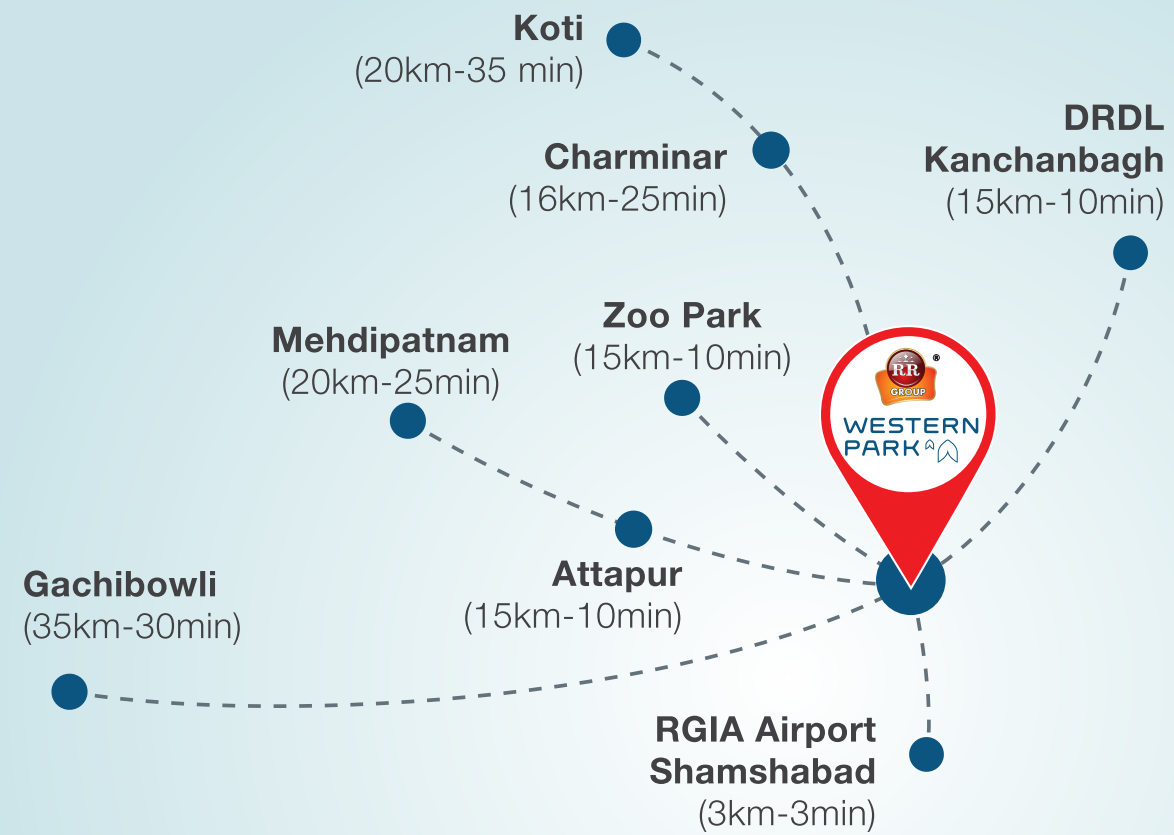 Koti
(20km-35 min)
Charminar
(16km-25min)
DRDL
Kanchanbagh
(15km-10min)
Zoo Park
(15km-10min)
Mehdipatnam
(20km-25min)
RR
GROUP
®
WESTERN
PARK
Attapur
(15km-10min)
Gachibowli
(35km-30min)
RGIA Airport
Shamshabad
(3km-3min)